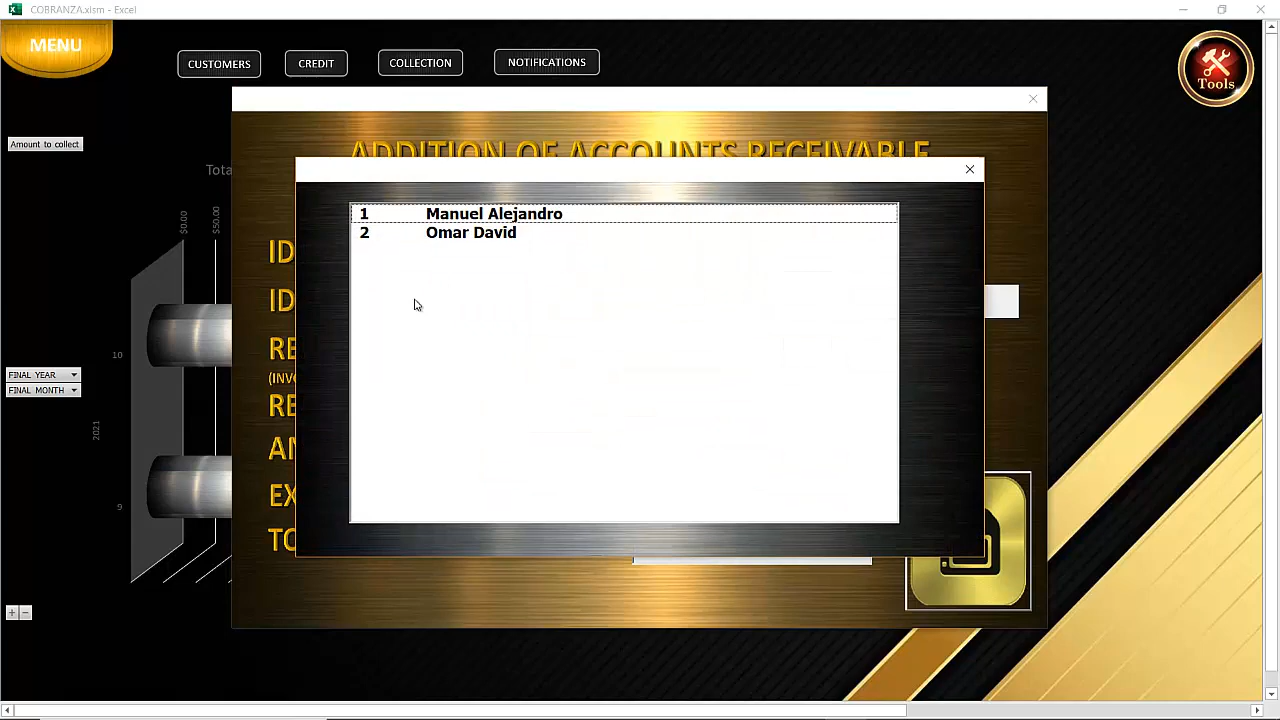 COBRANZA.xlsm - Excel
MENU
CUSTOMERS
CREDIT
COLLECTION
NOTIFICATIONS
Tools
Amount to collect
Tota
ADDITION OF ACCOUNTS RECEIVABLE
$0.00
$50.00
1 Manuel Alejandro
2 Omar David
ID
ID
RE
(INVO
RE
AM
EX
TO
10
FINAL YEAR
FINAL MONTH
2021
9
+ −